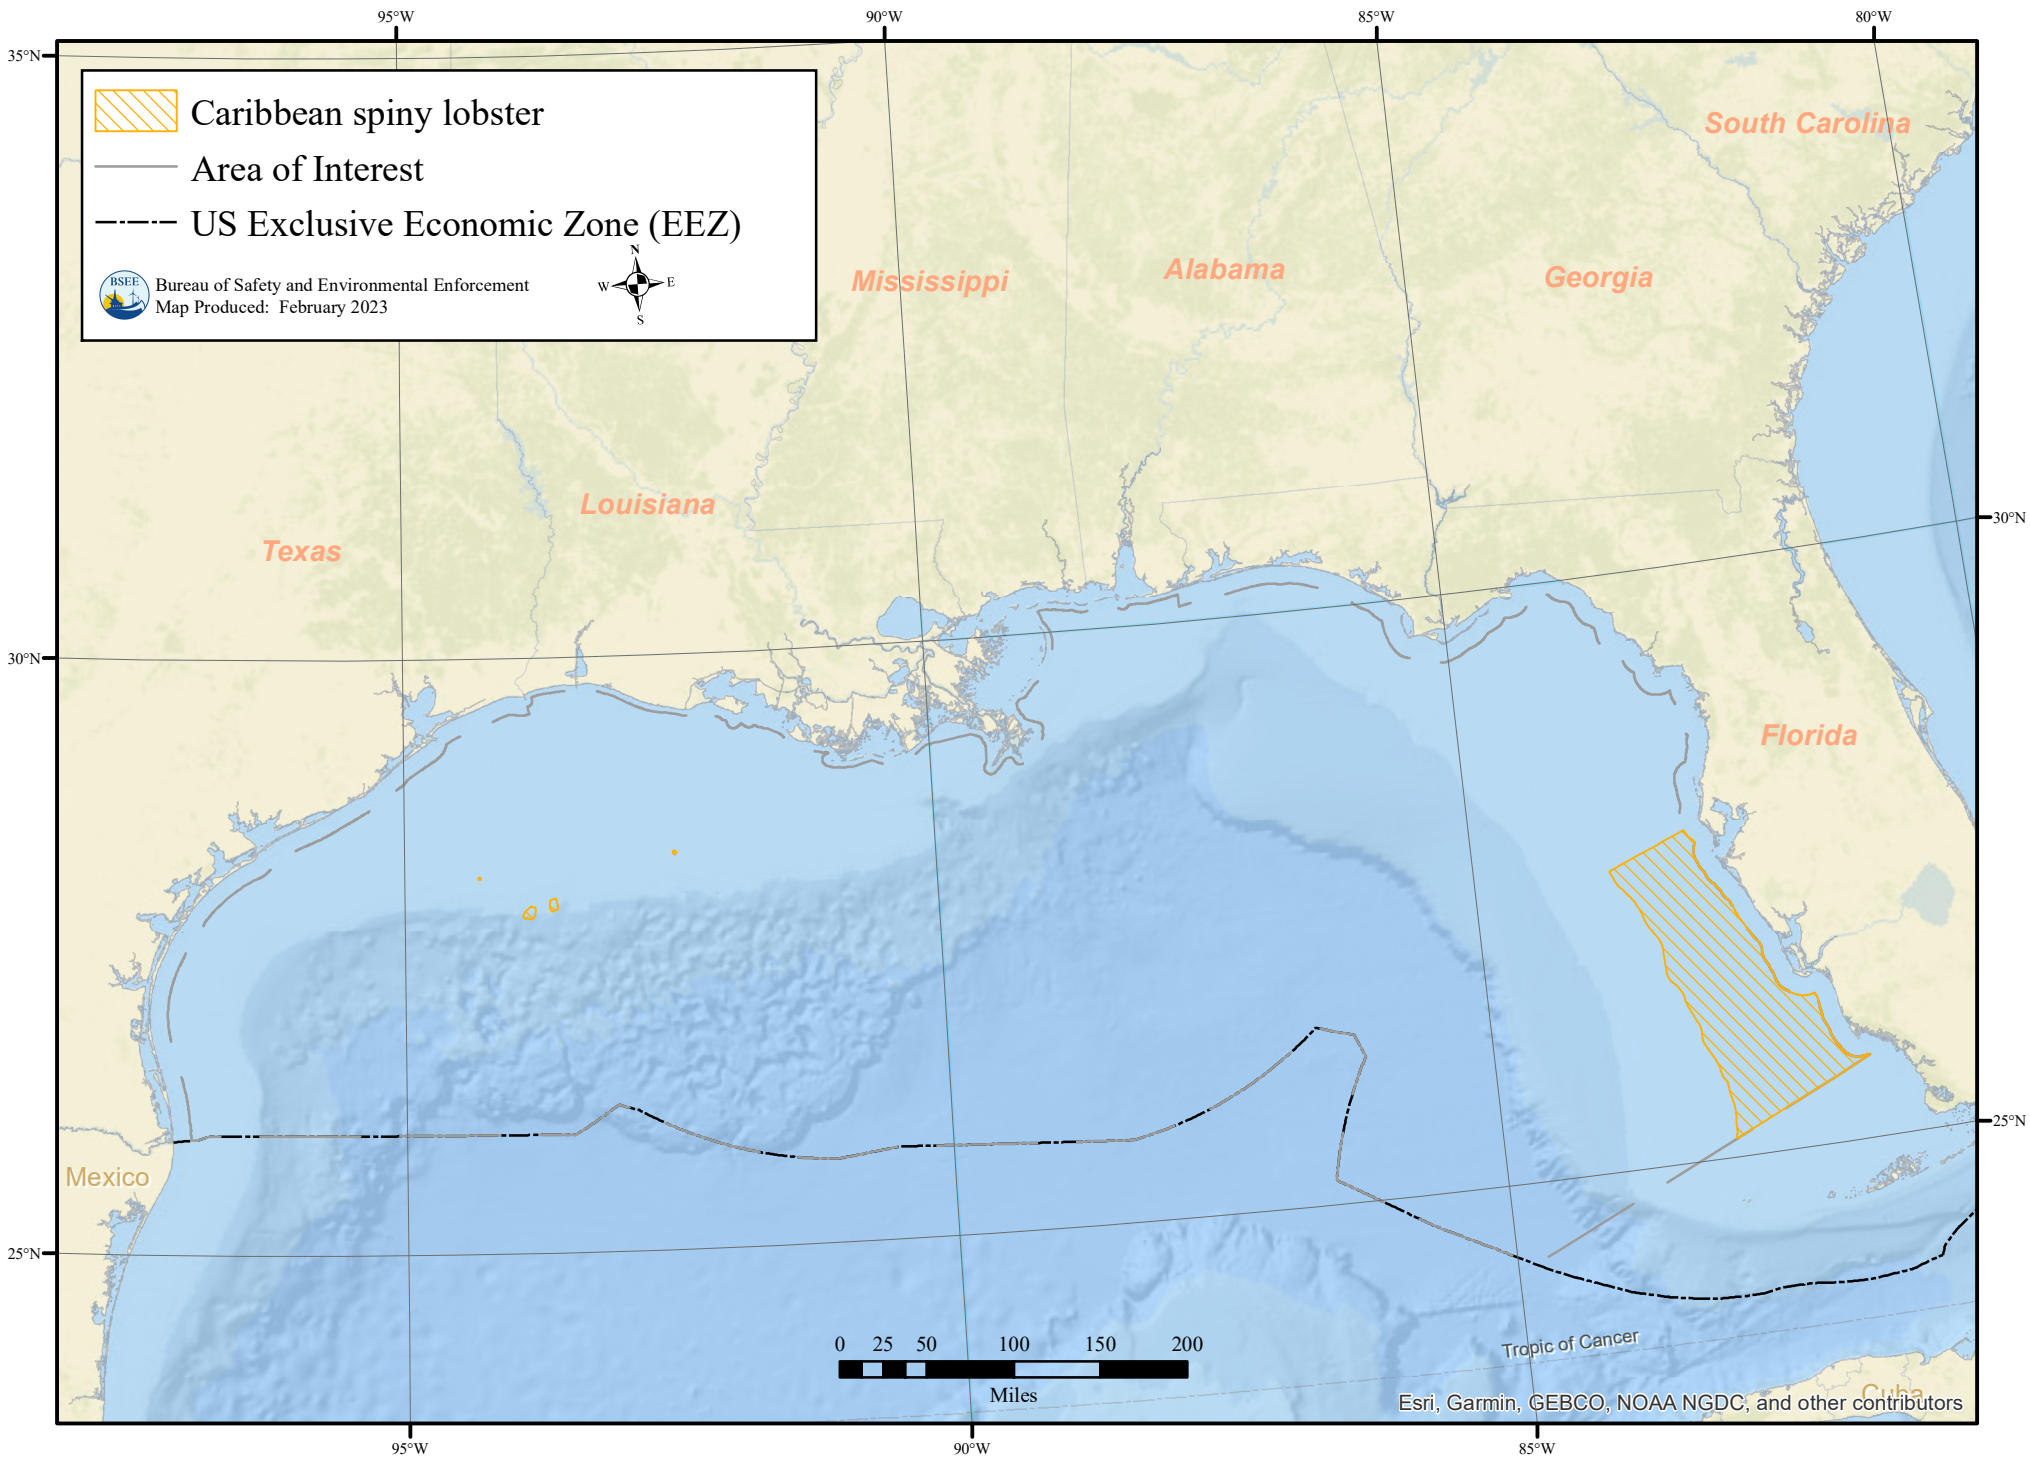 95°W 90°W 85°W 80°W
35°N
Caribbean spiny lobster
Area of Interest
US Exclusive Economic Zone (EEZ)
BSEE
Bureau of Safety and Environmental Enforcement
Map Produced: February 2023
N
W E
S
South Carolina
Mississippi
Alabama
Georgia
Louisiana
Texas
30°N
30°N
Florida
25°N
Mexico
25°N
0 25 50 100 150 200
Miles
Tropic of Cancer
Cuba
Esri, Garmin, GEBCO, NOAA NGDC, and other contributors
95°W 90°W 85°W